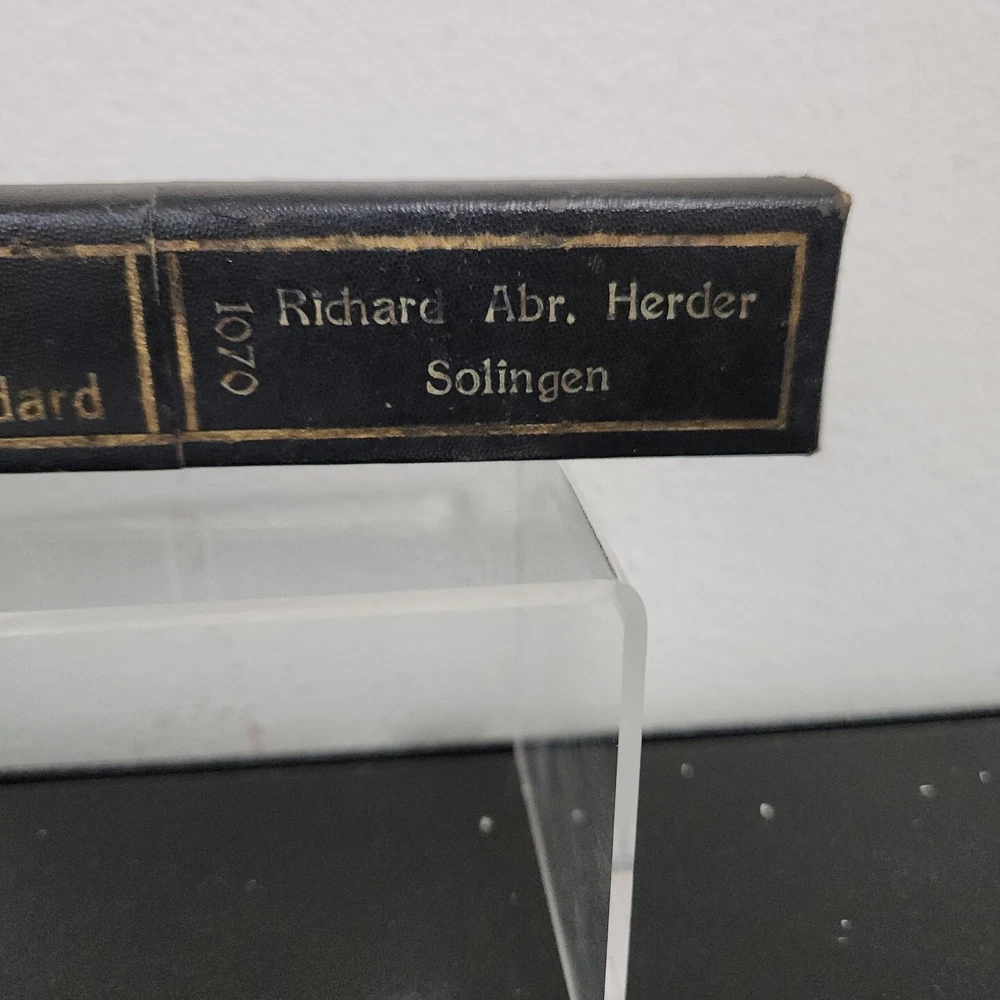 dard
1070
Richard Abr. Herder
Solingen